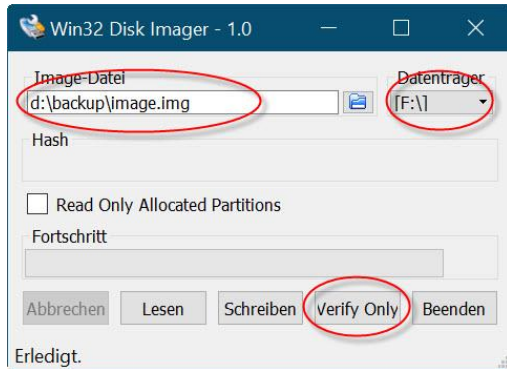 Win32 Disk Imager - 1.0
Image-Datei
Datenträger
d:\backup\image.img
[F:\]
Hash
Read Only Allocated Partitions
Fortschritt
Abbrechen Lesen Schreiben Verify Only Beenden
Erledigt.